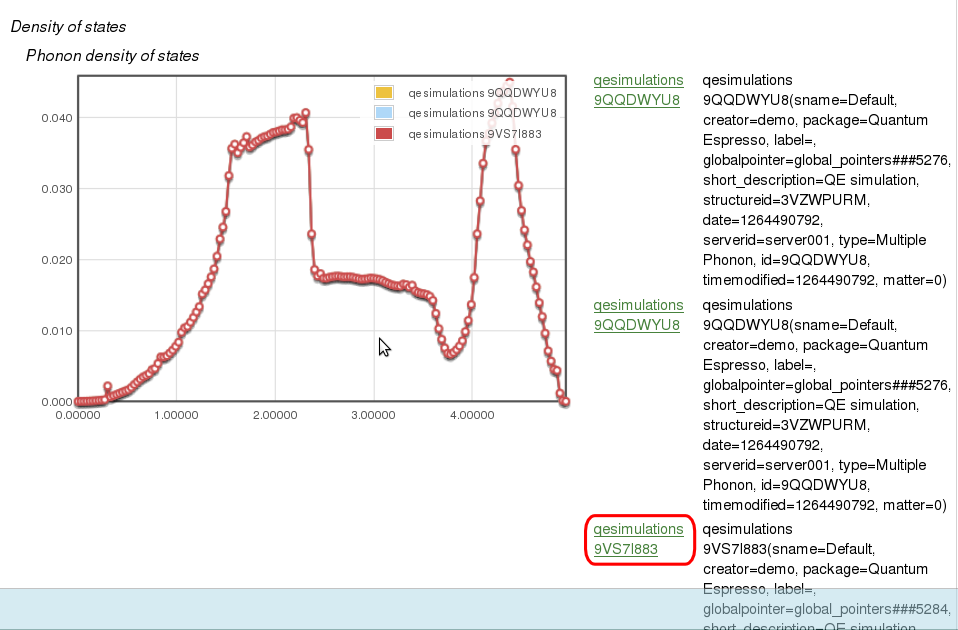 Density of states
Phonon density of states
0.040
0.030
0.020
0.010
0.000
0.00000 1.00000 2.00000 3.00000 4.00000
qesimulations 9QQDWYU8
qesimulations 9QQDWYU8
qesimulations 9VS7I883
qesimulations
9QQDWYU8
qesimulations
9QQDWYU8(sname=Default,
creator=demo, package=Quantum
Espresso, label=,
globalpointer=global_pointers###5276,
short_description=QE simulation,
structureid=3VZWPURM,
date=1264490792,
serverid=server001, type=Multiple
Phonon, id=9QQDWYU8,
timemodified=1264490792, matter=0)
qesimulations
9QQDWYU8
qesimulations
9QQDWYU8(sname=Default,
creator=demo, package=Quantum
Espresso, label=,
globalpointer=global_pointers###5276,
short_description=QE simulation,
structureid=3VZWPURM,
date=1264490792,
serverid=server001, type=Multiple
Phonon, id=9QQDWYU8,
timemodified=1264490792, matter=0)
qesimulations
9VS7I883
qesimulations
9VS7I883(sname=Default,
creator=demo, package=Quantum
Espresso, label=,
globalpointer=global_pointers###5284,
short_description=QE simulation